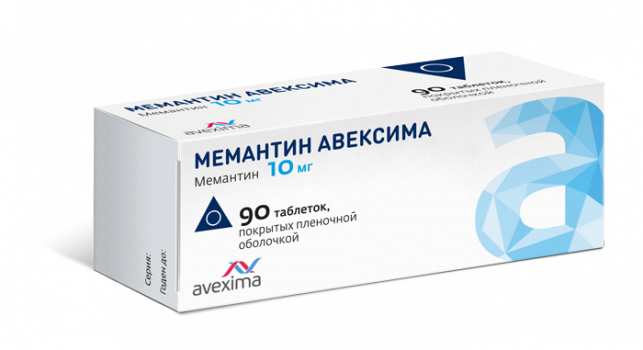 МЕМАНТИН АВЕКСИМА
10 мг
avexima
90 таблеток,
покрытых пленочной
оболочкой
МЕМАНТИН АВЕКСИМА
Мемантин 10 мг
90 таблеток,
покрытых пленочной
оболочкой
avexima
Серия:
Годен до: